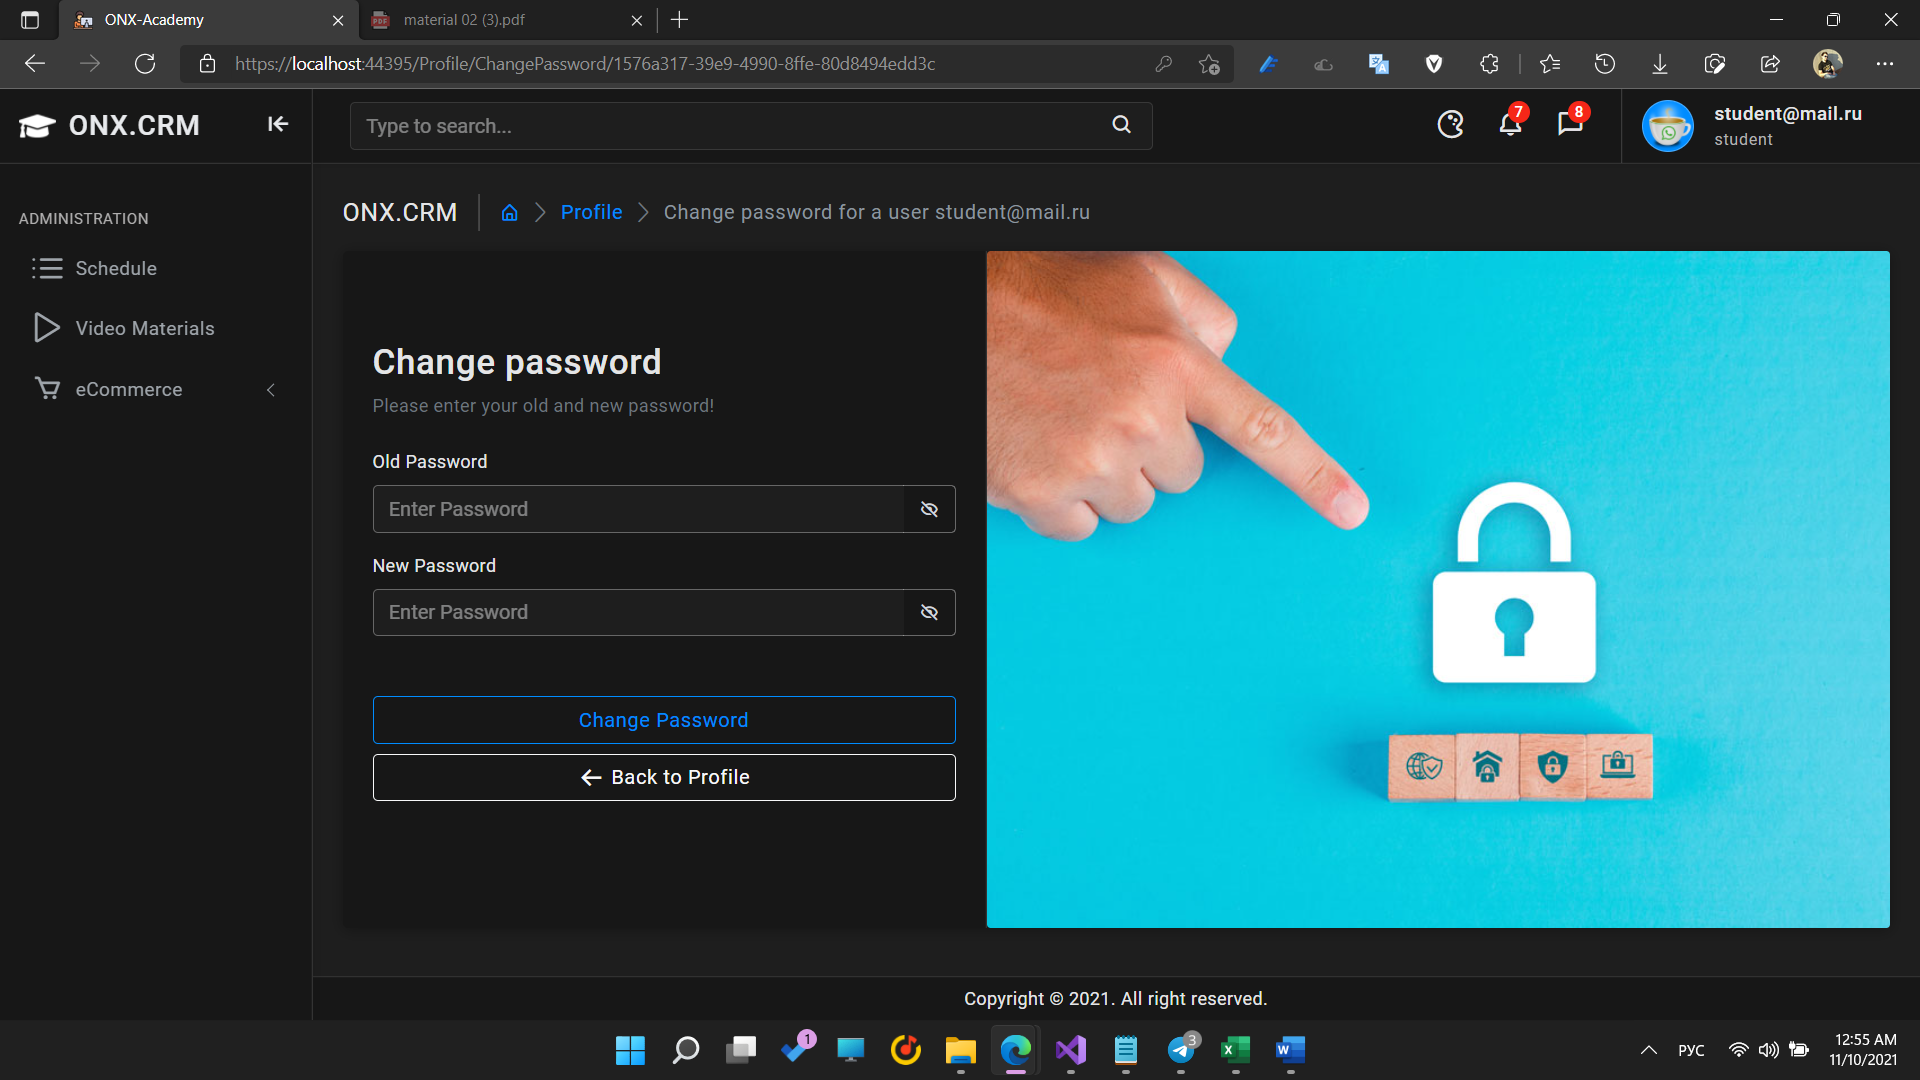 ONX-Academy
material 02 (3).pdf
https://localhost:44395/Profile/ChangePassword/1576a317-39e9-4990-8ffe-80d8494edd3c
ONX.CRM
Type to search...
7
8
student@mail.ru
student
ADMINISTRATION
Schedule
Video Materials
eCommerce
ONX.CRM
Profile
Change password for a user student@mail.ru
Change password
Please enter your old and new password!
Old Password
Enter Password
New Password
Enter Password
Change Password
Back to Profile
Copyright © 2021. All right reserved.
1
3
РУС
12:55 AM
11/10/2021